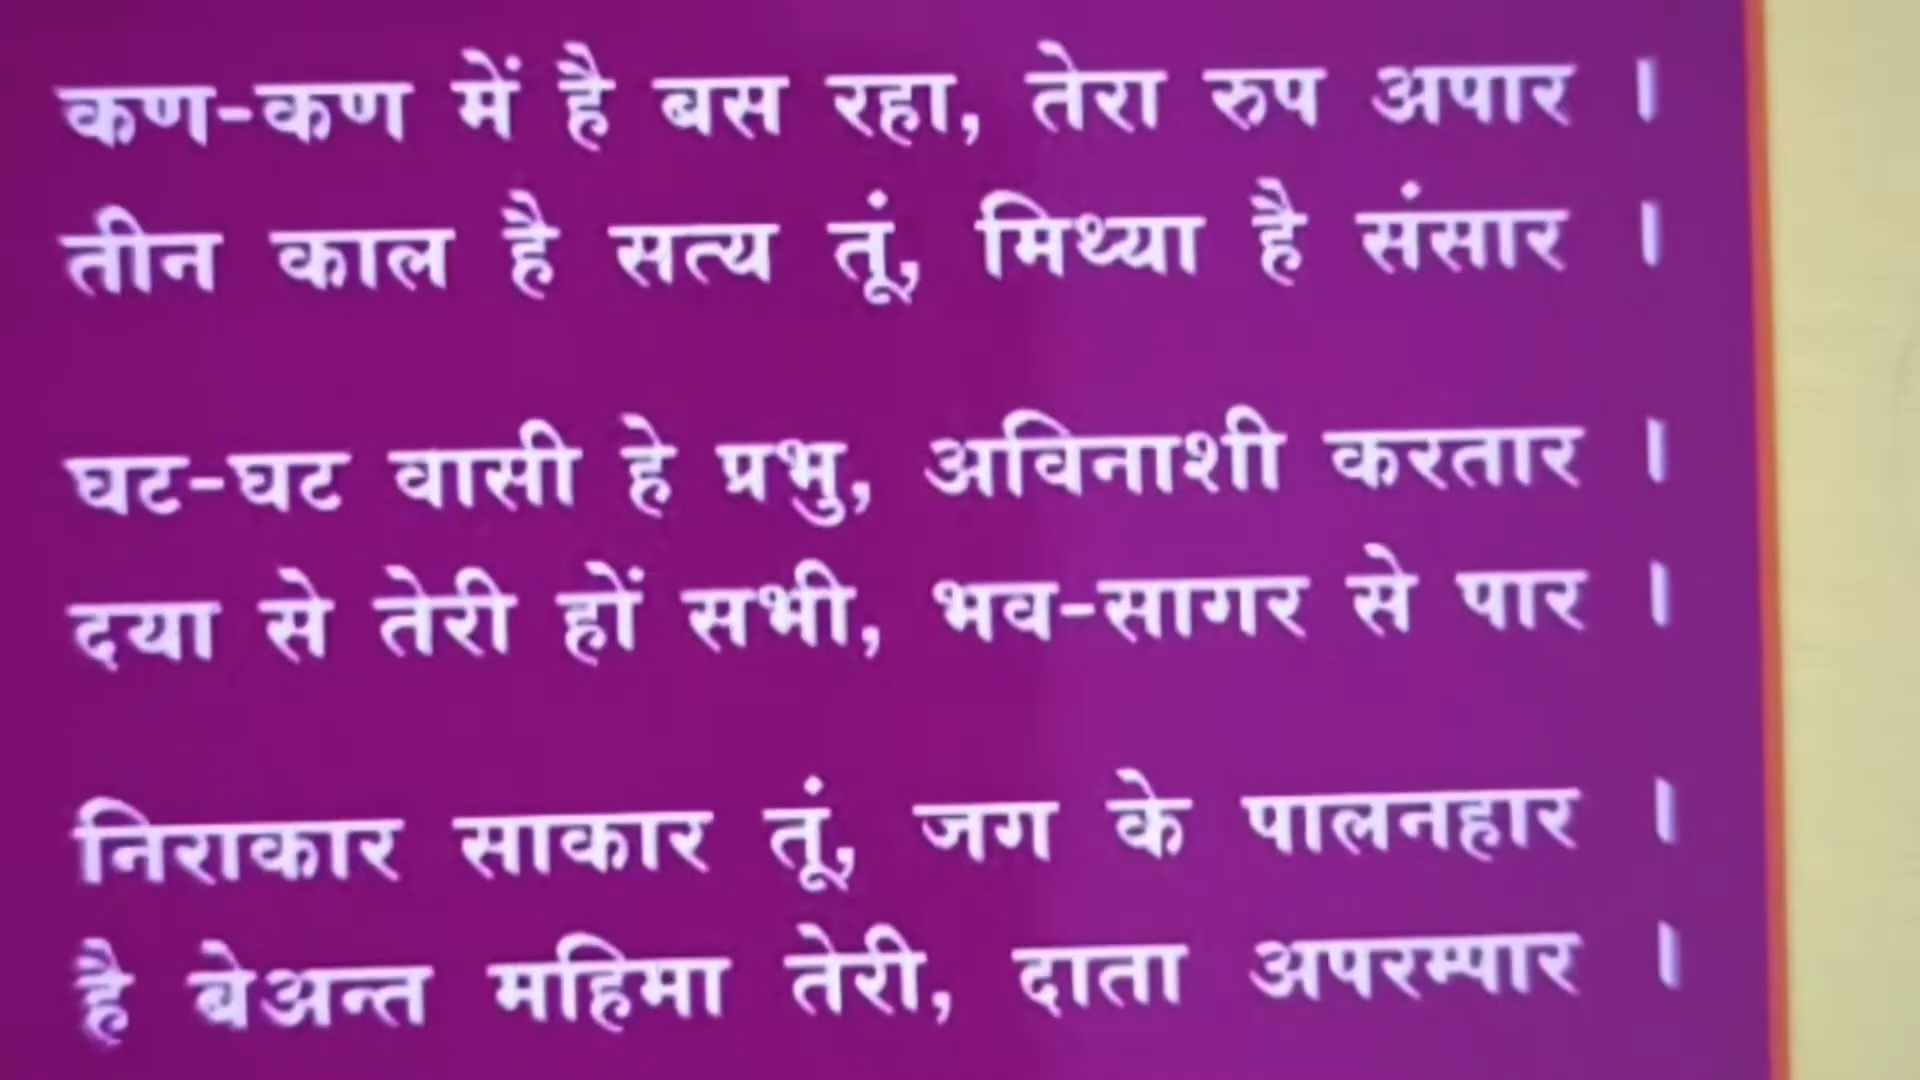 कण-कण में है बस रहा, तेरा रुप अपार ।
तीन काल है सत्य तूं, मिथ्या है संसार ।
घट-घट वासी हे प्रभु, अविनाशी करतार ।
दया से तेरी हों सभी, भव-सागर से पार ।
निराकार साकार तूं, जग के पालनहार ।
है बेअन्त महिमा तेरी, दाता अपरम्पार ।